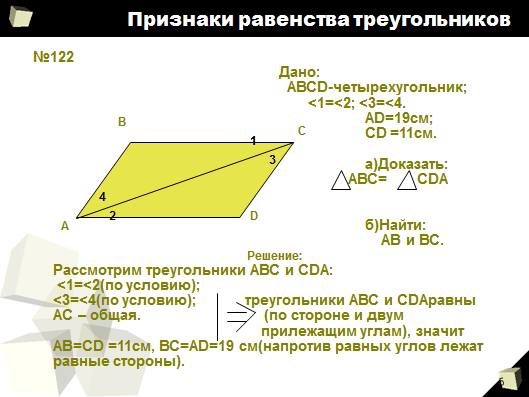 Признаки равенства треугольников
№122
Дано:
ABCD-четырехугольник;
<1=<2; <3=<4.
AD=19см;
CD =11см.
B
1
C
3
а)Доказать:
ABC= CDA
4
A
2
D
б)Найти:
AB и BC.
Решение:
Рассмотрим треугольники ABC и CDA:
<1=<2(по условию);
<3=<4(по условию); треугольники ABC и CDAравны
AC – общая. (по стороне и двум
прилежащим углам), значит
AB=CD =11см, BC=AD=19 см(напротив равных углов лежат
равные стороны).